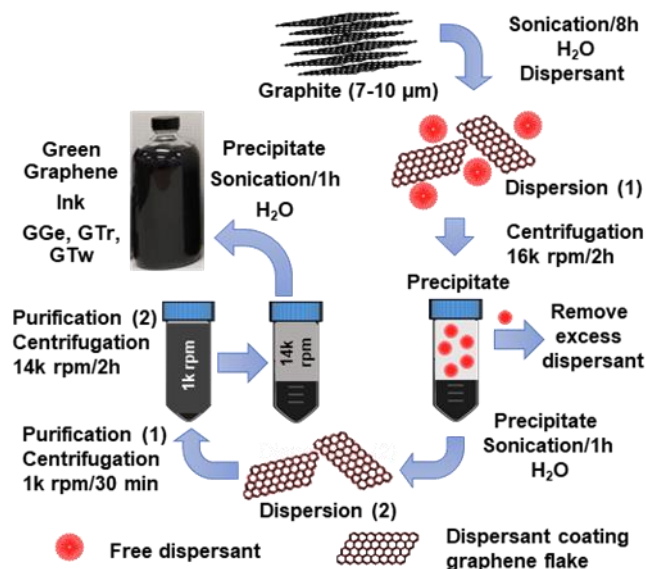 Graphite (7-10 µm)
Sonication/8h
H₂O
Dispersant
Dispersion (1)
Centrifugation
16k rpm/2h
Precipitate
Remove
excess
dispersant
Precipitate
Sonication/1h
H₂O
Dispersion (2)
Purification (1)
Centrifugation
1k rpm/30 min
1k rpm
Purification (2)
Centrifugation
14k rpm/2h
14k
rpm
Precipitate
Sonication/1h
H₂O
Green
Graphene
Ink
GGe, GTr,
GTw
Free dispersant
Dispersant coating
graphene flake